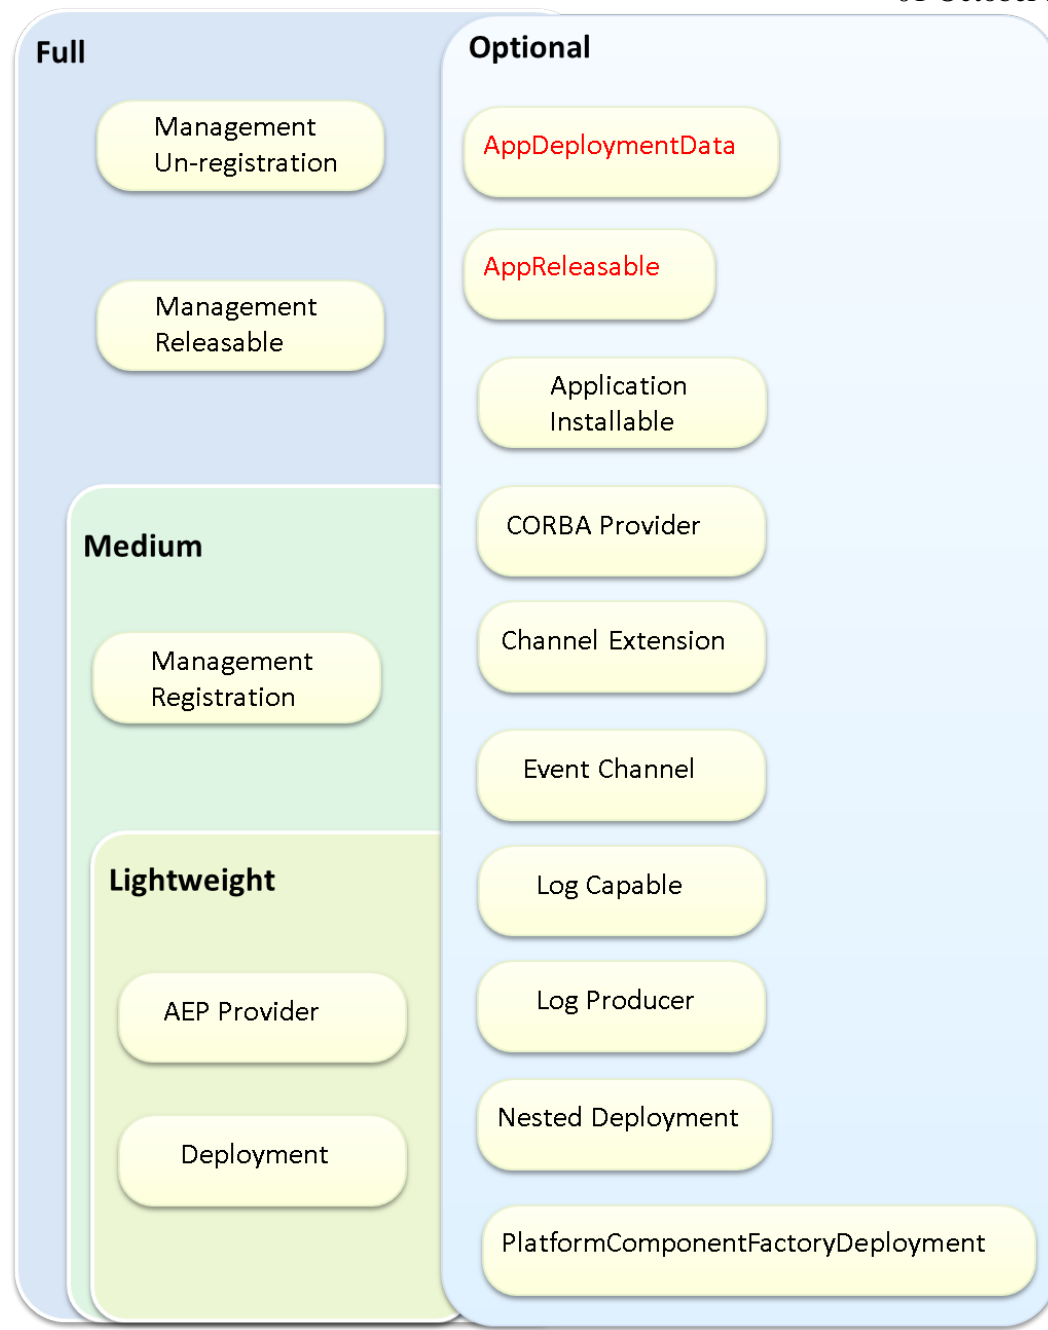 Full
Management
Un-registration
Management
Releasable
Medium
Management
Registration
Lightweight
AEP Provider
Deployment
Optional
AppDeploymentData
AppReleasable
Application
Installable
CORBA Provider
Channel Extension
Event Channel
Log Capable
Log Producer
Nested Deployment
PlatformComponentFactoryDeployment